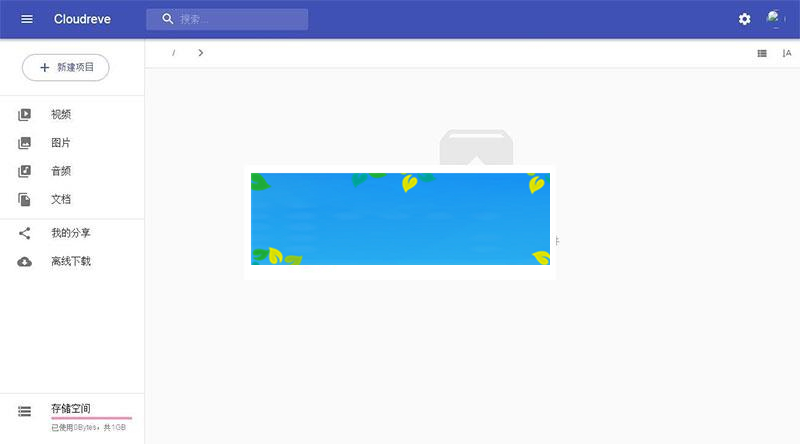 Cloudreve
搜索...
新建项目
/
视频
图片
音频
文档
我的分享
离线下载
存储空间
已使用0Bytes，共1GB